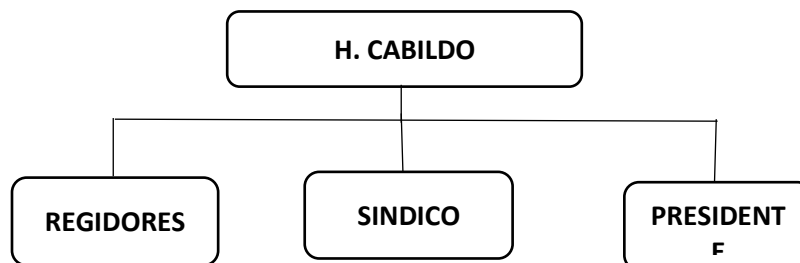 H. CABILDO
REGIDORES
SINDICO
PRESIDENT
E